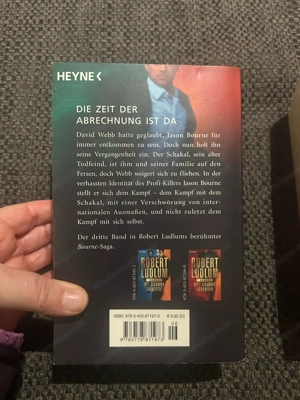 HEYNE<
DIE ZEIT DER
ABRECHNUNG IST DA
David Webb hatte geglaubt, Jason Bourne für
immer entkommen zu sein. Doch nun holt ihn
seine Vergangenheit ein. Der Schakal, sein alter
Todfeind, ist ihm und seiner Familie auf den
Fersen, doch Webb weigert sich zu fliehen. In der
verhassten Identität des Profi-Killers Jason Bourne
stellt er sich dem Kampf – dem Kampf mit dem
Schakal, mit einer Verschwörung von inter-
nationalen Ausmaßen, und nicht zuletzt dem
Kampf mit sich selbst.
Der dritte Band in Robert Ludlums berühmter
Bourne-Saga.
ROBERT
LUDLUM
ROBERT
LUDLUM